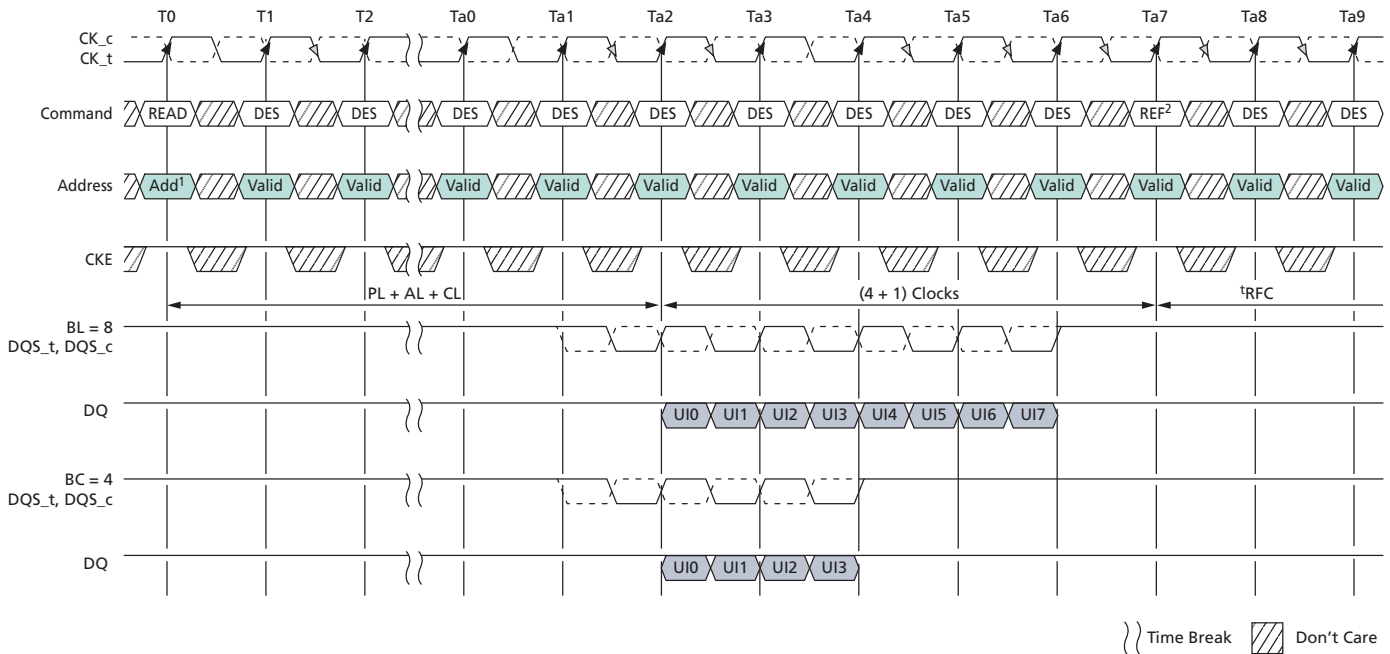 T0 T1 T2 Ta0 Ta1 Ta2 Ta3 Ta4 Ta5 Ta6 Ta7 Ta8 Ta9
CK_c
CK_t
Command READ DES DES DES DES DES DES DES DES DES REF² DES DES
Address Add¹ Valid Valid Valid Valid Valid Valid Valid Valid Valid Valid Valid Valid
CKE
PL + AL + CL (4 + 1) Clocks ᵗRFC
BL = 8
DQS_t, DQS_c
DQ UI0 UI1 UI2 UI3 UI4 UI5 UI6 UI7
BC = 4
DQS_t, DQS_c
DQ UI0 UI1 UI2 UI3
Time Break Don't Care